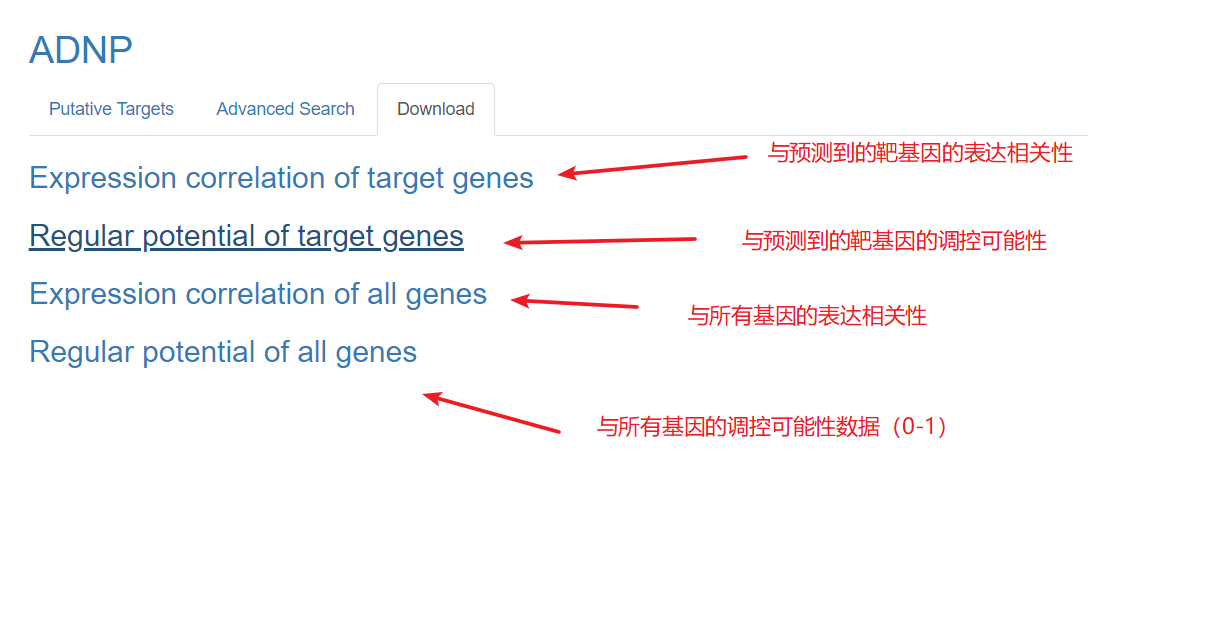 ADNP
Putative Targets Advanced Search Download
Expression correlation of target genes 与预测到的靶基因的表达相关性
Regular potential of target genes 与预测到的靶基因的调控可能性
Expression correlation of all genes 与所有基因的表达相关性
Regular potential of all genes
与所有基因的调控可能性数据（0-1）